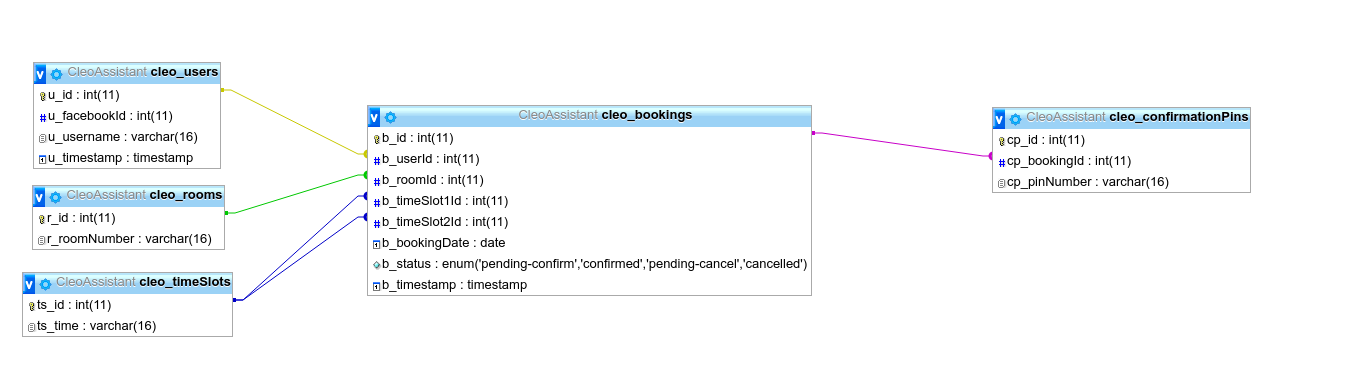 CleoAssistant cleo_users
u_id : int(11)
u_facebookId : int(11)
u_username : varchar(16)
u_timestamp : timestamp
CleoAssistant cleo_rooms
r_id : int(11)
r_roomNumber : varchar(16)
CleoAssistant cleo_timeSlots
ts_id : int(11)
ts_time : varchar(16)
CleoAssistant cleo_bookings
b_id : int(11)
b_userId : int(11)
b_roomId : int(11)
b_timeSlot1Id : int(11)
b_timeSlot2Id : int(11)
b_bookingDate : date
b_status : enum('pending-confirm','confirmed','pending-cancel','cancelled')
b_timestamp : timestamp
CleoAssistant cleo_confirmationPins
cp_id : int(11)
cp_bookingId : int(11)
cp_pinNumber : varchar(16)